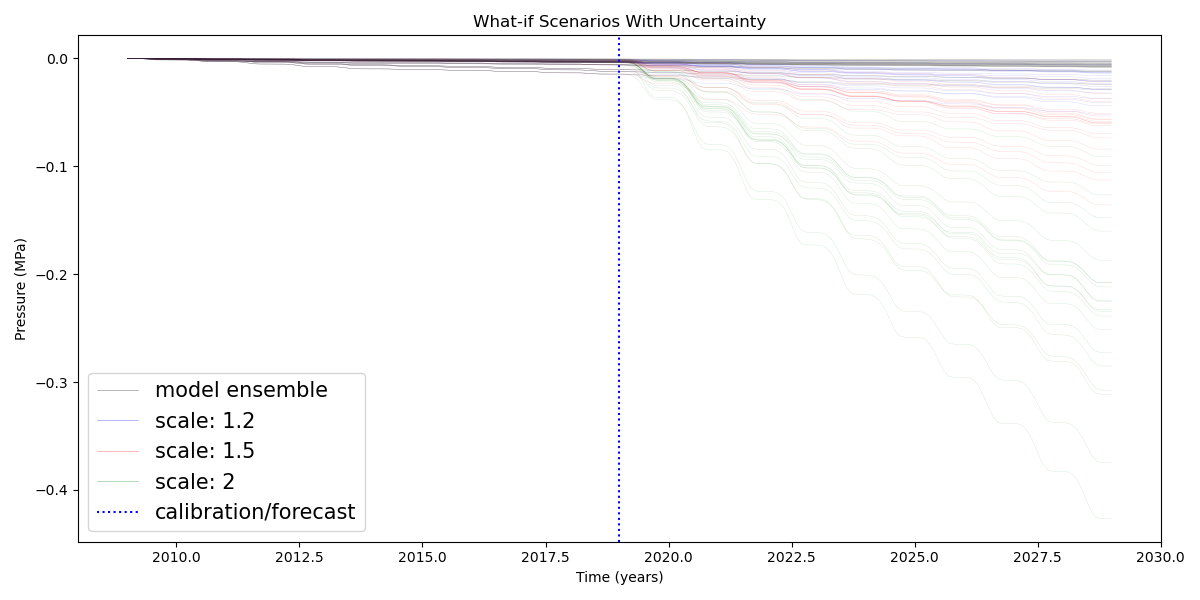 What-if Scenarios With Uncertainty
0.0
−0.1
−0.2
−0.3
−0.4
Pressure (MPa)
model ensemble
scale: 1.2
scale: 1.5
scale: 2
calibration/forecast
2010.0 2012.5 2015.0 2017.5 2020.0 2022.5 2025.0 2027.5 2030.0
Time (years)